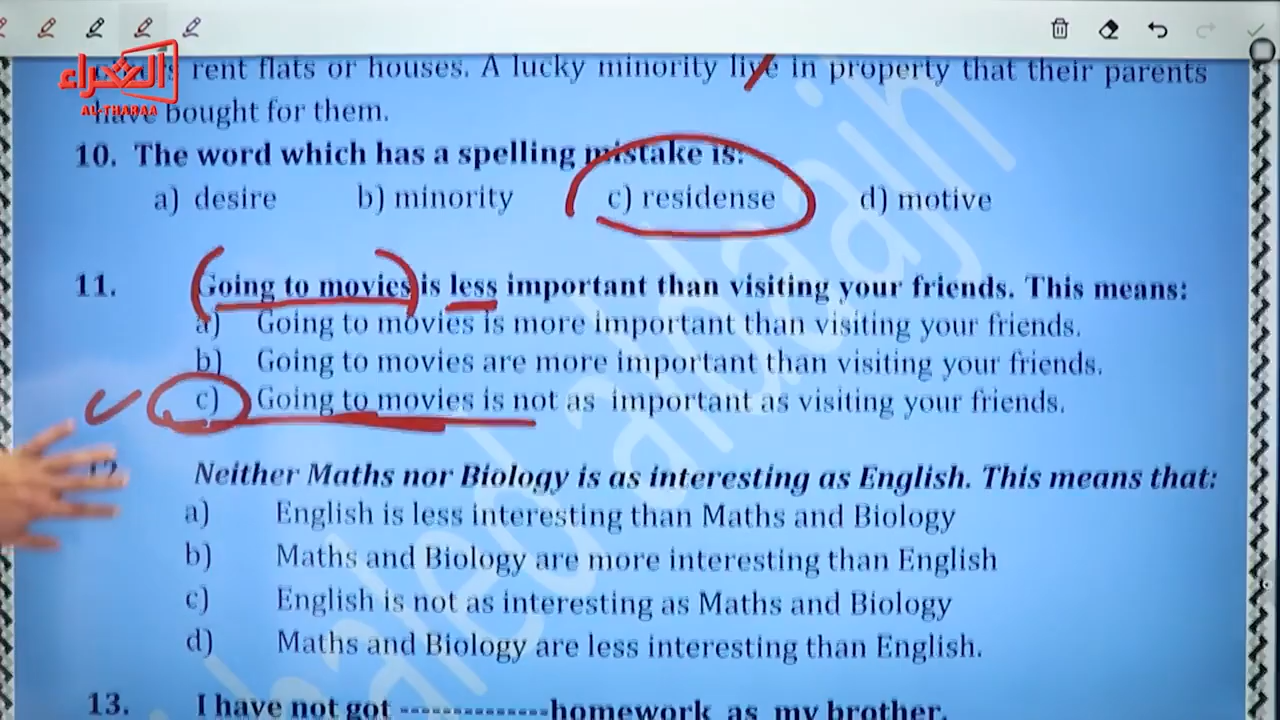 الغراء
AL-THARAA
rent flats or houses. A lucky minority live in property that their parents
have bought for them.
10. The word which has a spelling mistake is:
a) desire b) minority c) residense d) motive
11. Going to movies is less important than visiting your friends. This means:
a) Going to movies is more important than visiting your friends.
b) Going to movies are more important than visiting your friends.
c) Going to movies is not as important as visiting your friends.
12 Neither Maths nor Biology is as interesting as English. This means that:
a) English is less interesting than Maths and Biology
b) Maths and Biology are more interesting than English
c) English is not as interesting as Maths and Biology
d) Maths and Biology are less interesting than English.
13. I have not got --------------homework as my brother.